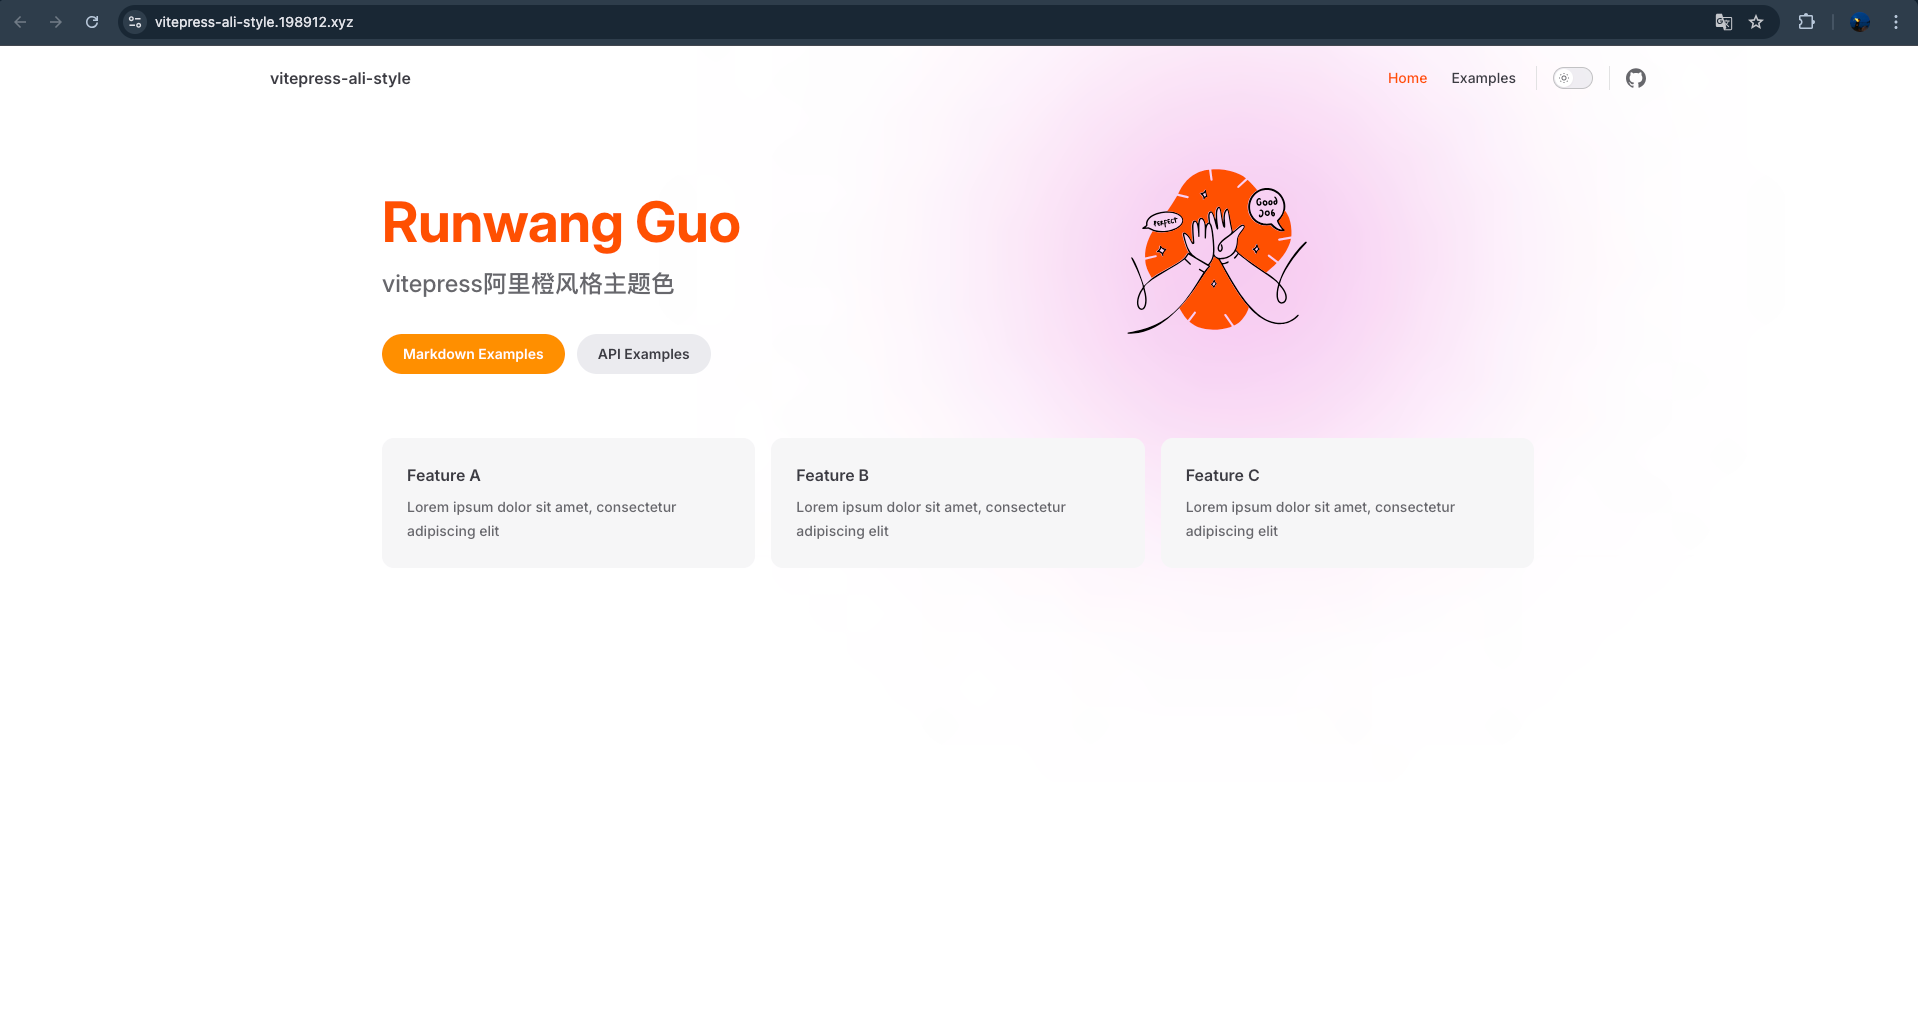 vitepress-ali-style.198912.xyz
vitepress-ali-style
Home
Examples
Runwang Guo
vitepress阿里橙风格主题色
PERFECT
Good
Job
Markdown Examples
API Examples
Feature A
Lorem ipsum dolor sit amet, consectetur
adipiscing elit
Feature B
Lorem ipsum dolor sit amet, consectetur
adipiscing elit
Feature C
Lorem ipsum dolor sit amet, consectetur
adipiscing elit